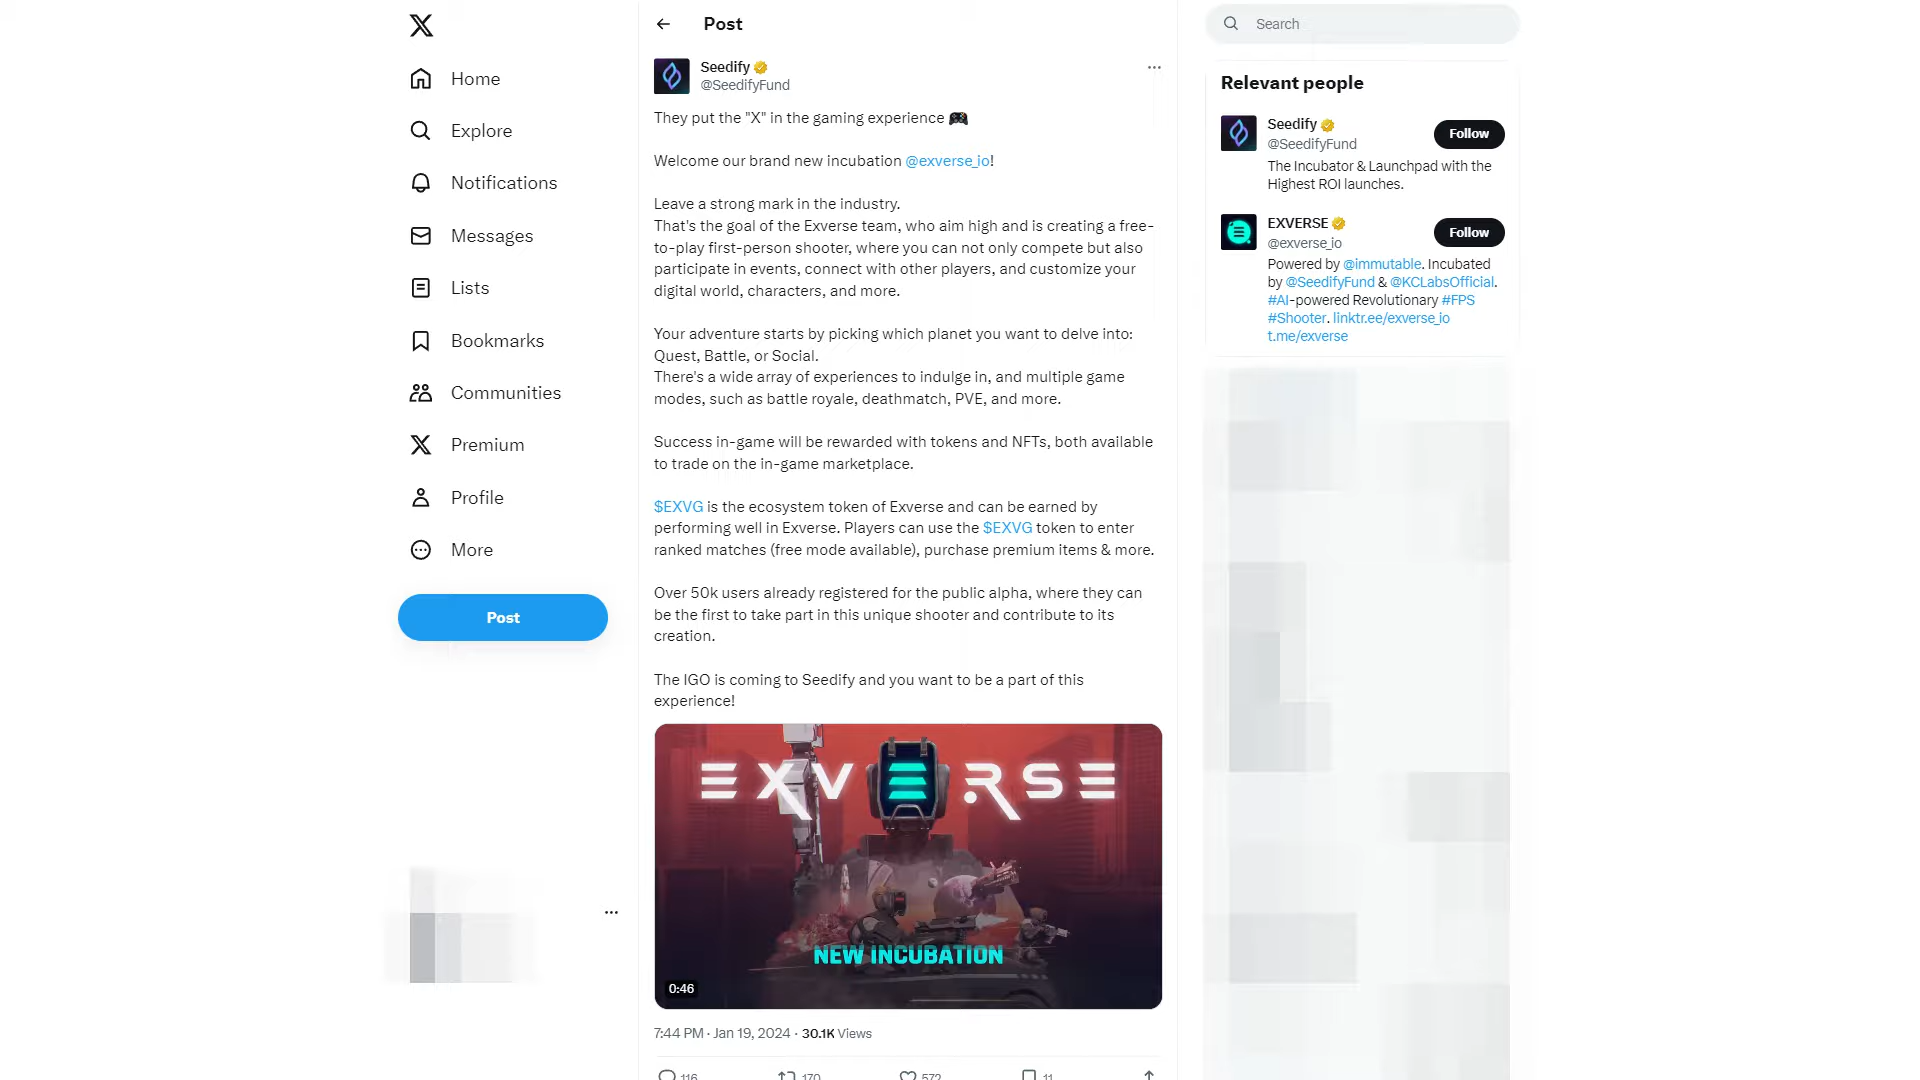 Home
Explore
Notifications
Messages
Lists
Bookmarks
Communities
Premium
Profile
More
Post
Post
Seedify
@SeedifyFund
They put the "X" in the gaming experience 🎮
Welcome our brand new incubation @exverse_io!
Leave a strong mark in the industry.
That's the goal of the Exverse team, who aim high and is creating a free-
to-play first-person shooter, where you can not only compete but also
participate in events, connect with other players, and customize your
digital world, characters, and more.
Your adventure starts by picking which planet you want to delve into:
Quest, Battle, or Social.
There's a wide array of experiences to indulge in, and multiple game
modes, such as battle royale, deathmatch, PVE, and more.
Success in-game will be rewarded with tokens and NFTs, both available
to trade on the in-game marketplace.
$EXVG is the ecosystem token of Exverse and can be earned by
performing well in Exverse. Players can use the $EXVG token to enter
ranked matches (free mode available), purchase premium items & more.
Over 50k users already registered for the public alpha, where they can
be the first to take part in this unique shooter and contribute to its
creation.
The IGO is coming to Seedify and you want to be a part of this
experience!
EXVERSE
NEW INCUBATION
0:46
7:44 PM · Jan 19, 2024 · 30.1K Views
116 170 572 11
Search
Relevant people
Seedify
@SeedifyFund
Follow
The Incubator & Launchpad with the
Highest ROI launches.
EXVERSE
@exverse_io
Follow
Powered by @immutable. Incubated
by @SeedifyFund & @KCLabsOfficial.
#AI-powered Revolutionary #FPS
#Shooter. linktr.ee/exverse_io
t.me/exverse